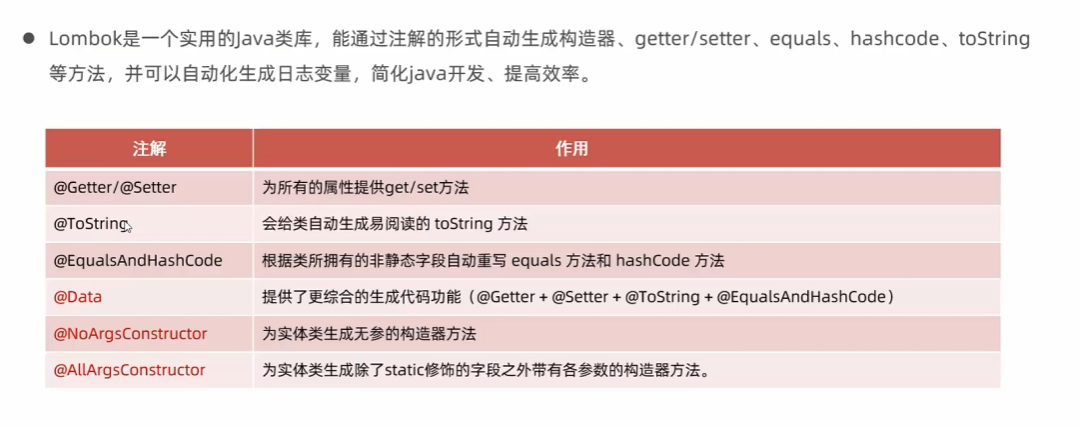 Lombok是一个实用的Java类库，能通过注解的形式自动生成构造器、getter/setter、equals、hashcode、toString
等方法，并可以自动化生成日志变量，简化java开发、提高效率。
注解 作用
@Getter/@Setter 为所有的属性提供get/set方法
@ToString 会给类自动生成易阅读的 toString 方法
@EqualsAndHashCode 根据类所拥有的非静态字段自动重写 equals 方法和 hashCode 方法
@Data 提供了更综合的生成代码功能（@Getter + @Setter + @ToString + @EqualsAndHashCode）
@NoArgsConstructor 为实体类生成无参的构造器方法
@AllArgsConstructor 为实体类生成除了static修饰的字段之外带有各参数的构造器方法。